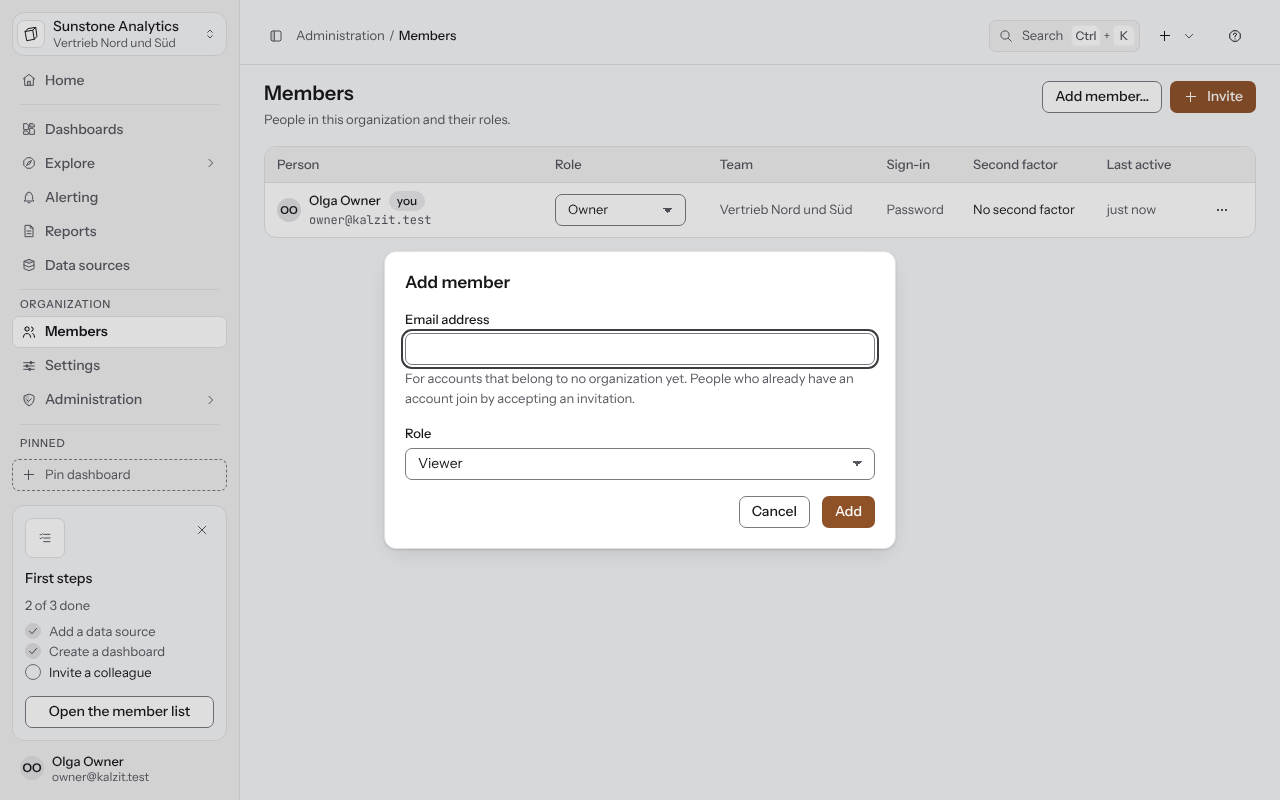 Sunstone Analytics
Vertrieb Nord und Süd
Home
Dashboards
Explore
Alerting
Reports
Data sources
ORGANIZATION
Members
Settings
Administration
PINNED
Pin dashboard
First steps
2 of 3 done
Add a data source
Create a dashboard
Invite a colleague
Open the member list
OO Olga Owner
owner@kalzit.test
Administration / Members
Search Ctrl + K
Members
People in this organization and their roles.
Add member...
Invite
Person Role Team Sign-in Second factor Last active
OO Olga Owner you
owner@kalzit.test
Owner
Vertrieb Nord und Süd
Password
No second factor
just now
Add member
Email address
For accounts that belong to no organization yet. People who already have an
account join by accepting an invitation.
Role
Viewer
Cancel Add